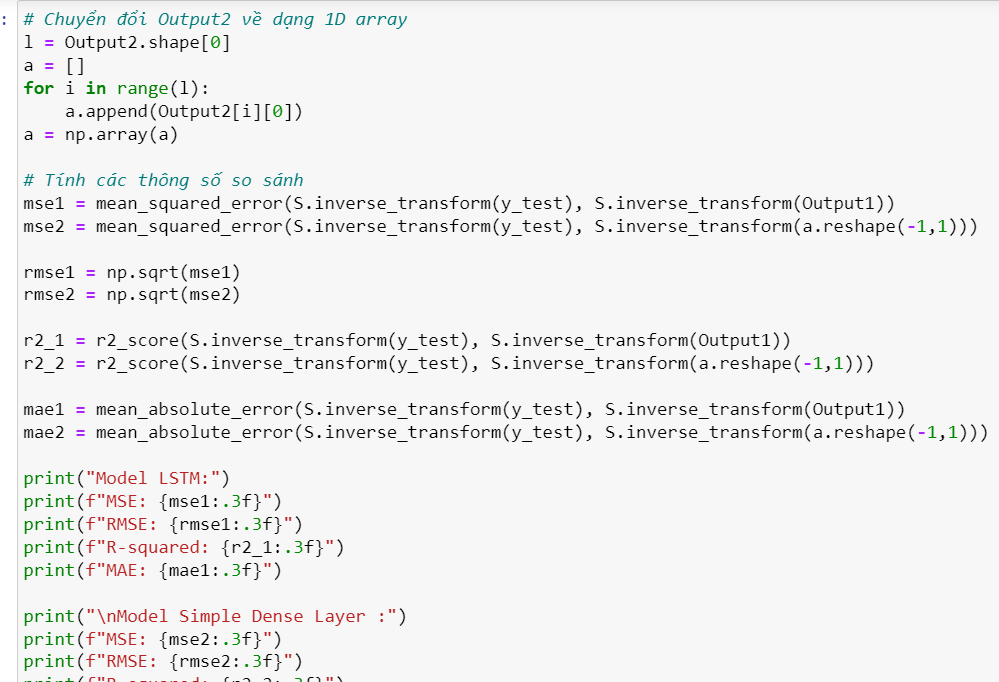 :
# Chuyển đổi Output2 về dạng 1D array
l = Output2.shape[0]
a = []
for i in range(l):
    a.append(Output2[i][0])
a = np.array(a)
# Tính các thông số so sánh
mse1 = mean_squared_error(S.inverse_transform(y_test), S.inverse_transform(Output1))
mse2 = mean_squared_error(S.inverse_transform(y_test), S.inverse_transform(a.reshape(-1,1)))
rmse1 = np.sqrt(mse1)
rmse2 = np.sqrt(mse2)
r2_1 = r2_score(S.inverse_transform(y_test), S.inverse_transform(Output1))
r2_2 = r2_score(S.inverse_transform(y_test), S.inverse_transform(a.reshape(-1,1)))
mae1 = mean_absolute_error(S.inverse_transform(y_test), S.inverse_transform(Output1))
mae2 = mean_absolute_error(S.inverse_transform(y_test), S.inverse_transform(a.reshape(-1,1)))
print("Model LSTM:")
print(f"MSE: {mse1:.3f}")
print(f"RMSE: {rmse1:.3f}")
print(f"R-squared: {r2_1:.3f}")
print(f"MAE: {mae1:.3f}")
print("\nModel Simple Dense Layer :")
print(f"MSE: {mse2:.3f}")
print(f"RMSE: {rmse2:.3f}")